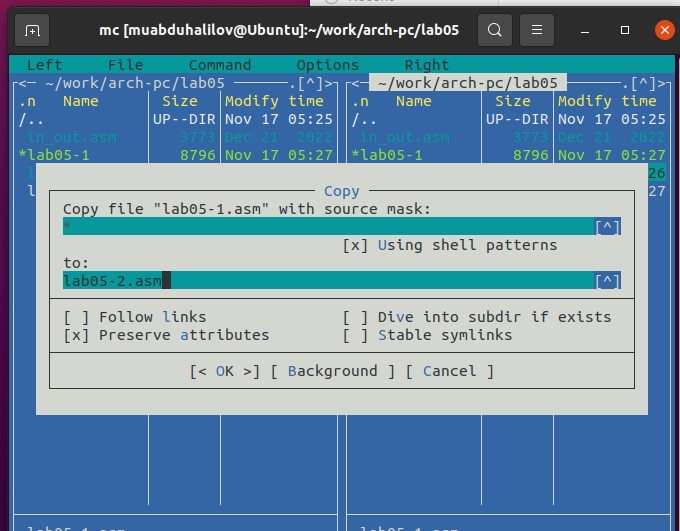 Recent
mc [muabduhalilov@Ubuntu]:~/work/arch-pc/lab05
Left File Command Options Right
<─ ~/work/arch-pc/lab05 ──────.[^]>
.n Name Size Modify time
/.. UP--DIR Nov 17 05:25
in_out.asm 3773 Dec 21 2022
*lab05-1 8796 Nov 17 05:27
<─ ~/work/arch-pc/lab05 ──────.[^]>
.n Name Size Modify time
/.. UP--DIR Nov 17 05:25
in_out.asm 3773 Dec 21 2022
*lab05-1 8796 Nov 17 05:27
l 26
l 27
Copy
Copy file "lab05-1.asm" with source mask:
* [^]
[x] Using shell patterns
to:
lab05-2.asm [^]
[ ] Follow links [ ] Dive into subdir if exists
[x] Preserve attributes [ ] Stable symlinks
[< OK >] [ Background ] [ Cancel ]
lab05-1.asm lab05-1.asm